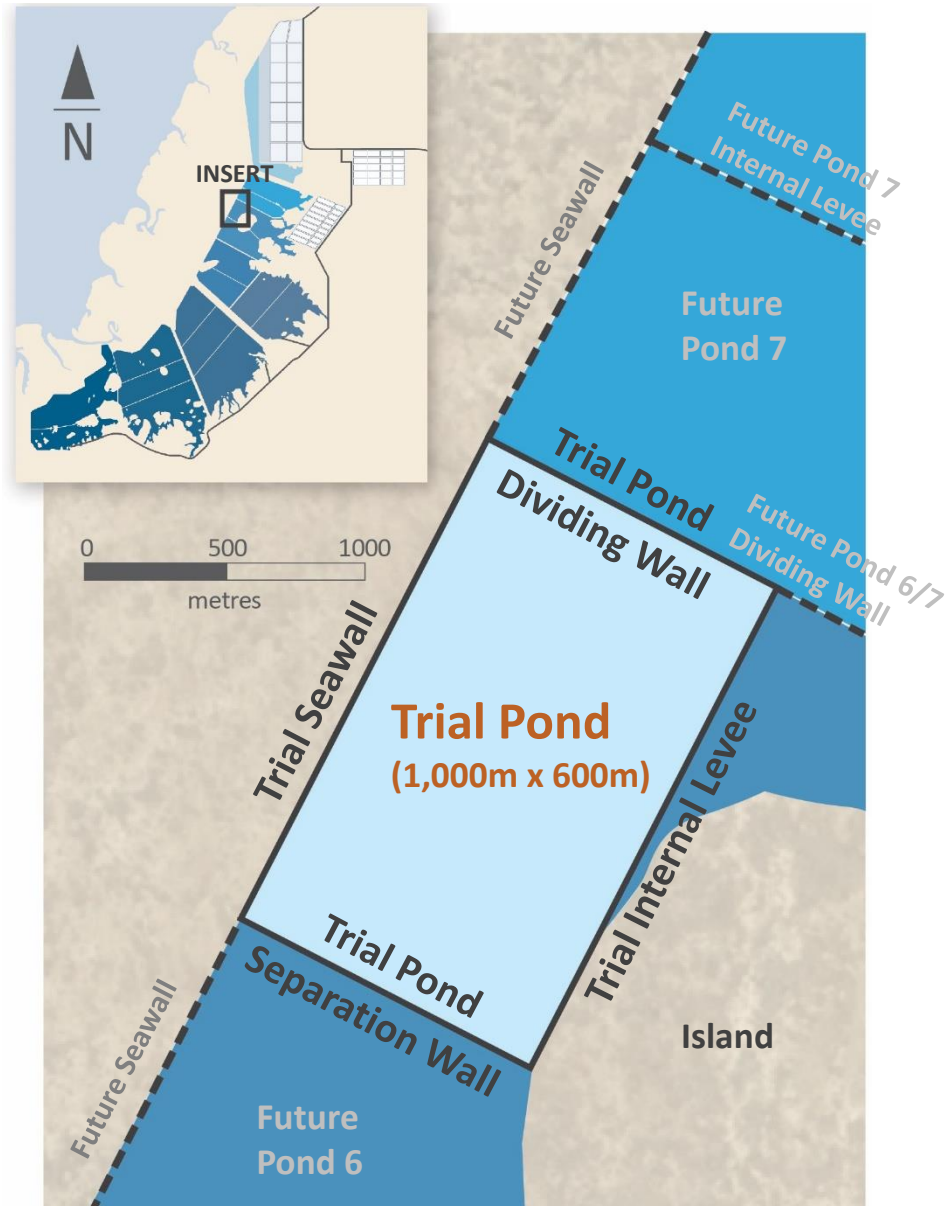 N
INSERT
Future Pond 7
Internal Levee
Future Seawall
Future
Pond 7
Trial Pond
Dividing Wall
Future Pond 6/7
Dividing Wall
0 500 1000
metres
Trial Seawall
Trial Pond
(1,000m x 600m)
Trial Internal Levee
Trial Pond
Separation Wall
Island
Future Seawall
Future
Pond 6